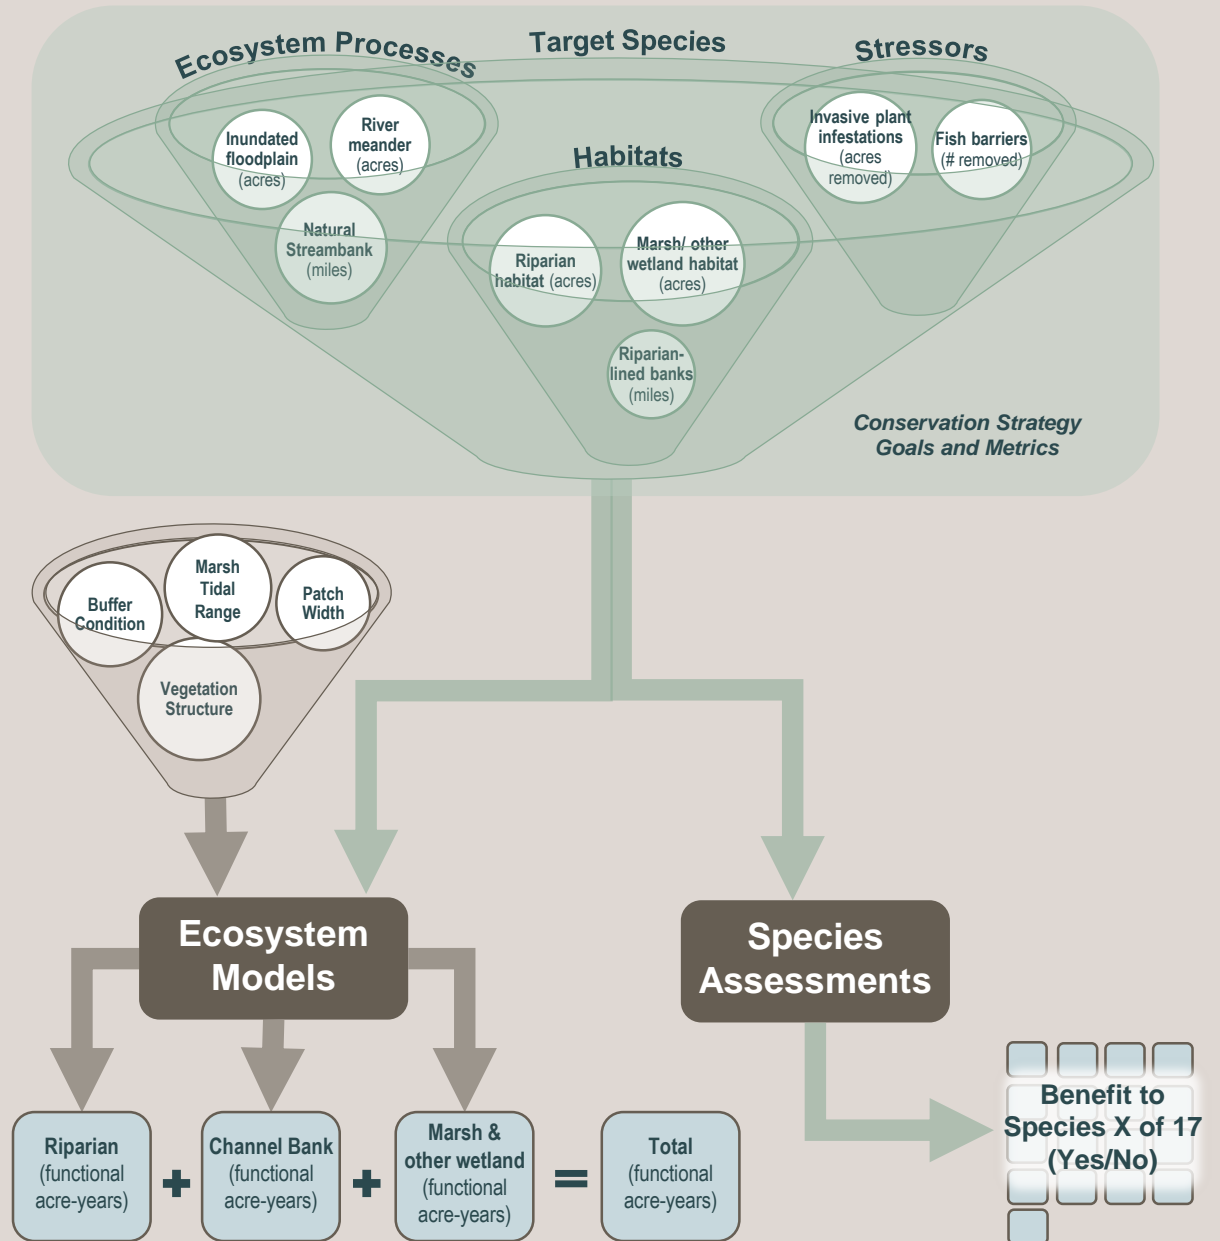 Ecosystem Processes
Target Species
Stressors
Inundated
floodplain
(acres)
River
meander
(acres)
Natural
Streambank
(miles)
Habitats
Riparian
habitat (acres)
Marsh/ other
wetland habitat
(acres)
Riparian-
lined banks
(miles)
Invasive plant
infestations
(acres
removed)
Fish barriers
(# removed)
Conservation Strategy
Goals and Metrics
Buffer
Condition
Marsh
Tidal
Range
Patch
Width
Vegetation
Structure
Ecosystem
Models
Species
Assessments
Riparian
(functional
acre-years)
+
Channel Bank
(functional
acre-years)
+
Marsh &
other wetland
(functional
acre-years)
=
Total
(functional
acre-years)
Benefit to
Species X of 17
(Yes/No)